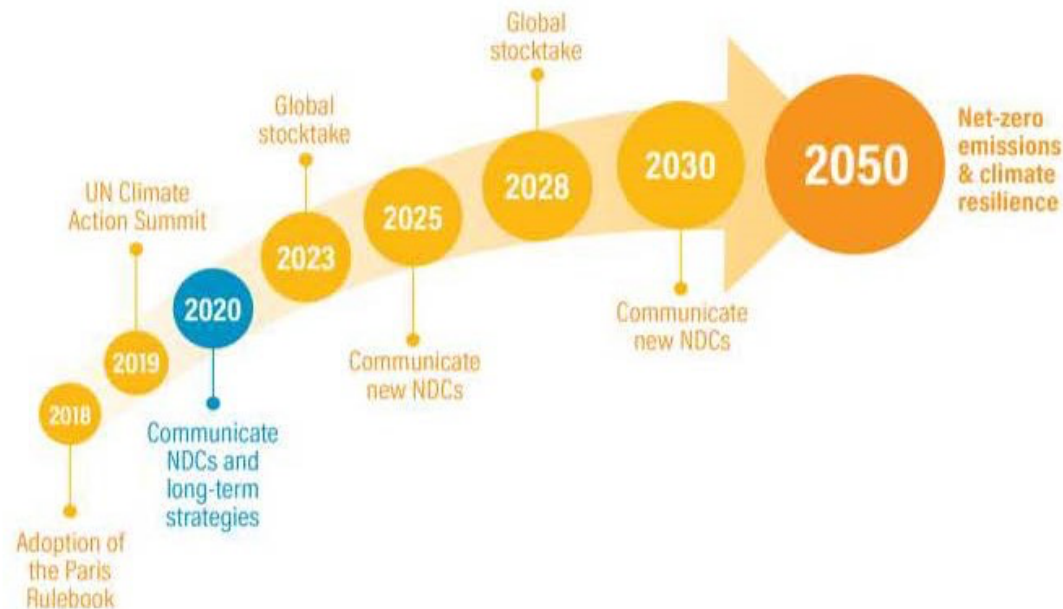 2018
Adoption of
the Paris
Rulebook
UN Climate
Action Summit
2019
2020
Communicate
NDCs and
long-term
strategies
Global
stocktake
2023
2025
Communicate
new NDCs
Global
stocktake
2028
2030
Communicate
new NDCs
2050
Net-zero
emissions
& climate
resilience